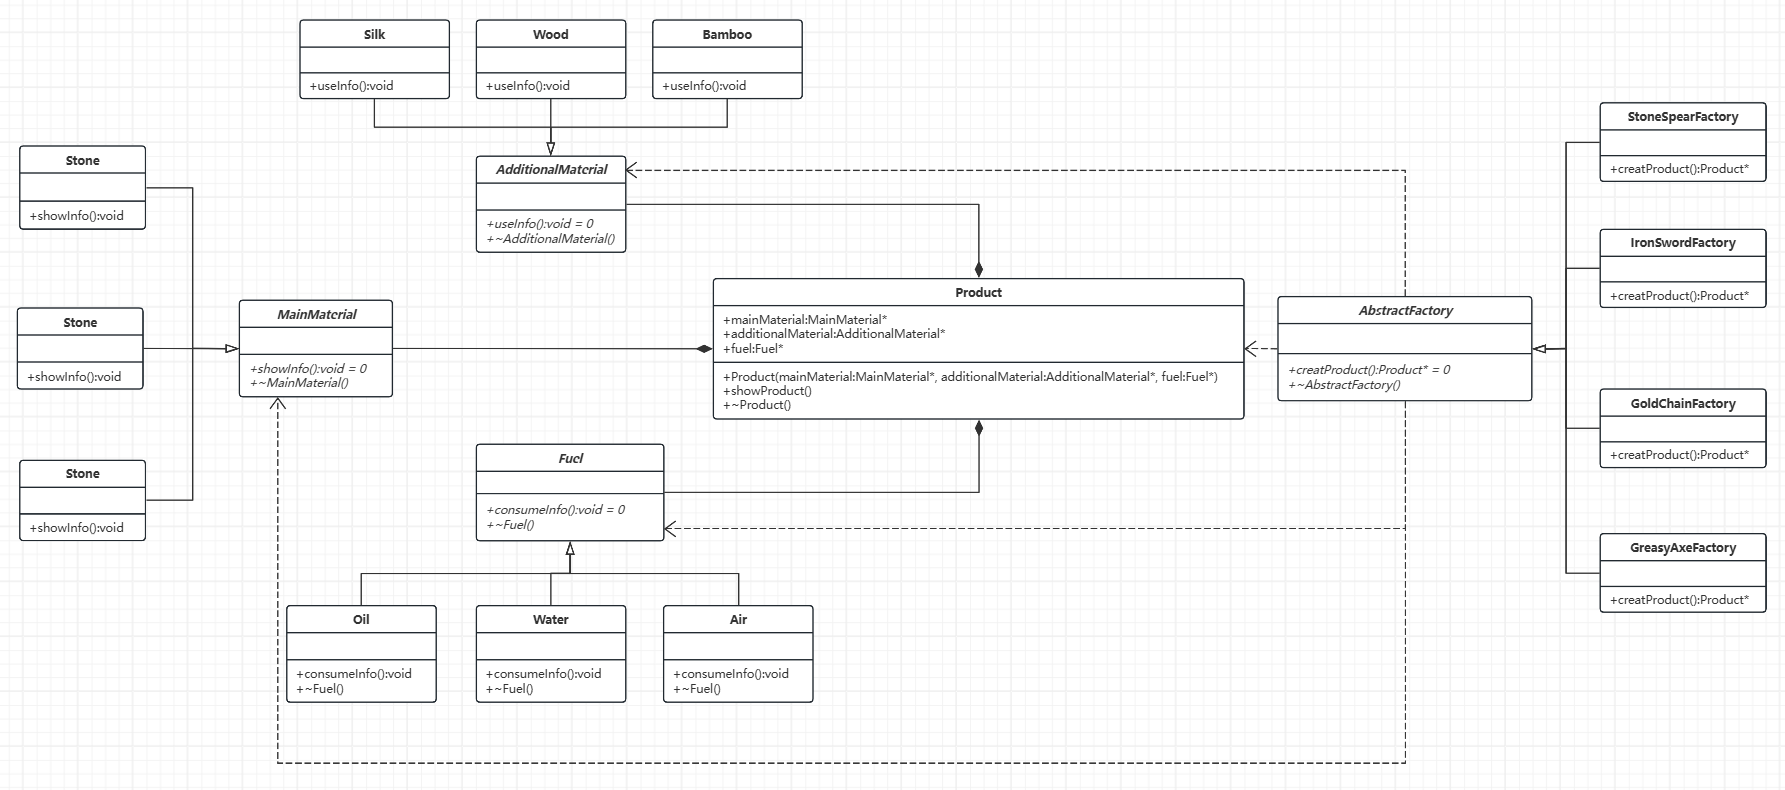 Silk
+useInfo():void
Wood
+useInfo():void
Bamboo
+useInfo():void
StoneSpearFactory
+creatProduct():Product*
Stone
+showInfo():void
AdditionalMaterial
+useInfo():void = 0
+~AdditionalMaterial()
IronSwordFactory
+creatProduct():Product*
Stone
+showInfo():void
MainMaterial
+showInfo():void = 0
+~MainMaterial()
Product
+mainMaterial:MainMaterial*
+additionalMaterial:AdditionalMaterial*
+fuel:Fuel*
+Product(mainMaterial:MainMaterial*, additionalMaterial:AdditionalMaterial*, fuel:Fuel*)
+showProduct()
+~Product()
AbstractFactory
+creatProduct():Product* = 0
+~AbstractFactory()
GoldChainFactory
+creatProduct():Product*
Stone
+showInfo():void
Fuel
+consumeInfo():void = 0
+~Fuel()
GreasyAxeFactory
+creatProduct():Product*
Oil
+consumeInfo():void
+~Fuel()
Water
+consumeInfo():void
+~Fuel()
Air
+consumeInfo():void
+~Fuel()